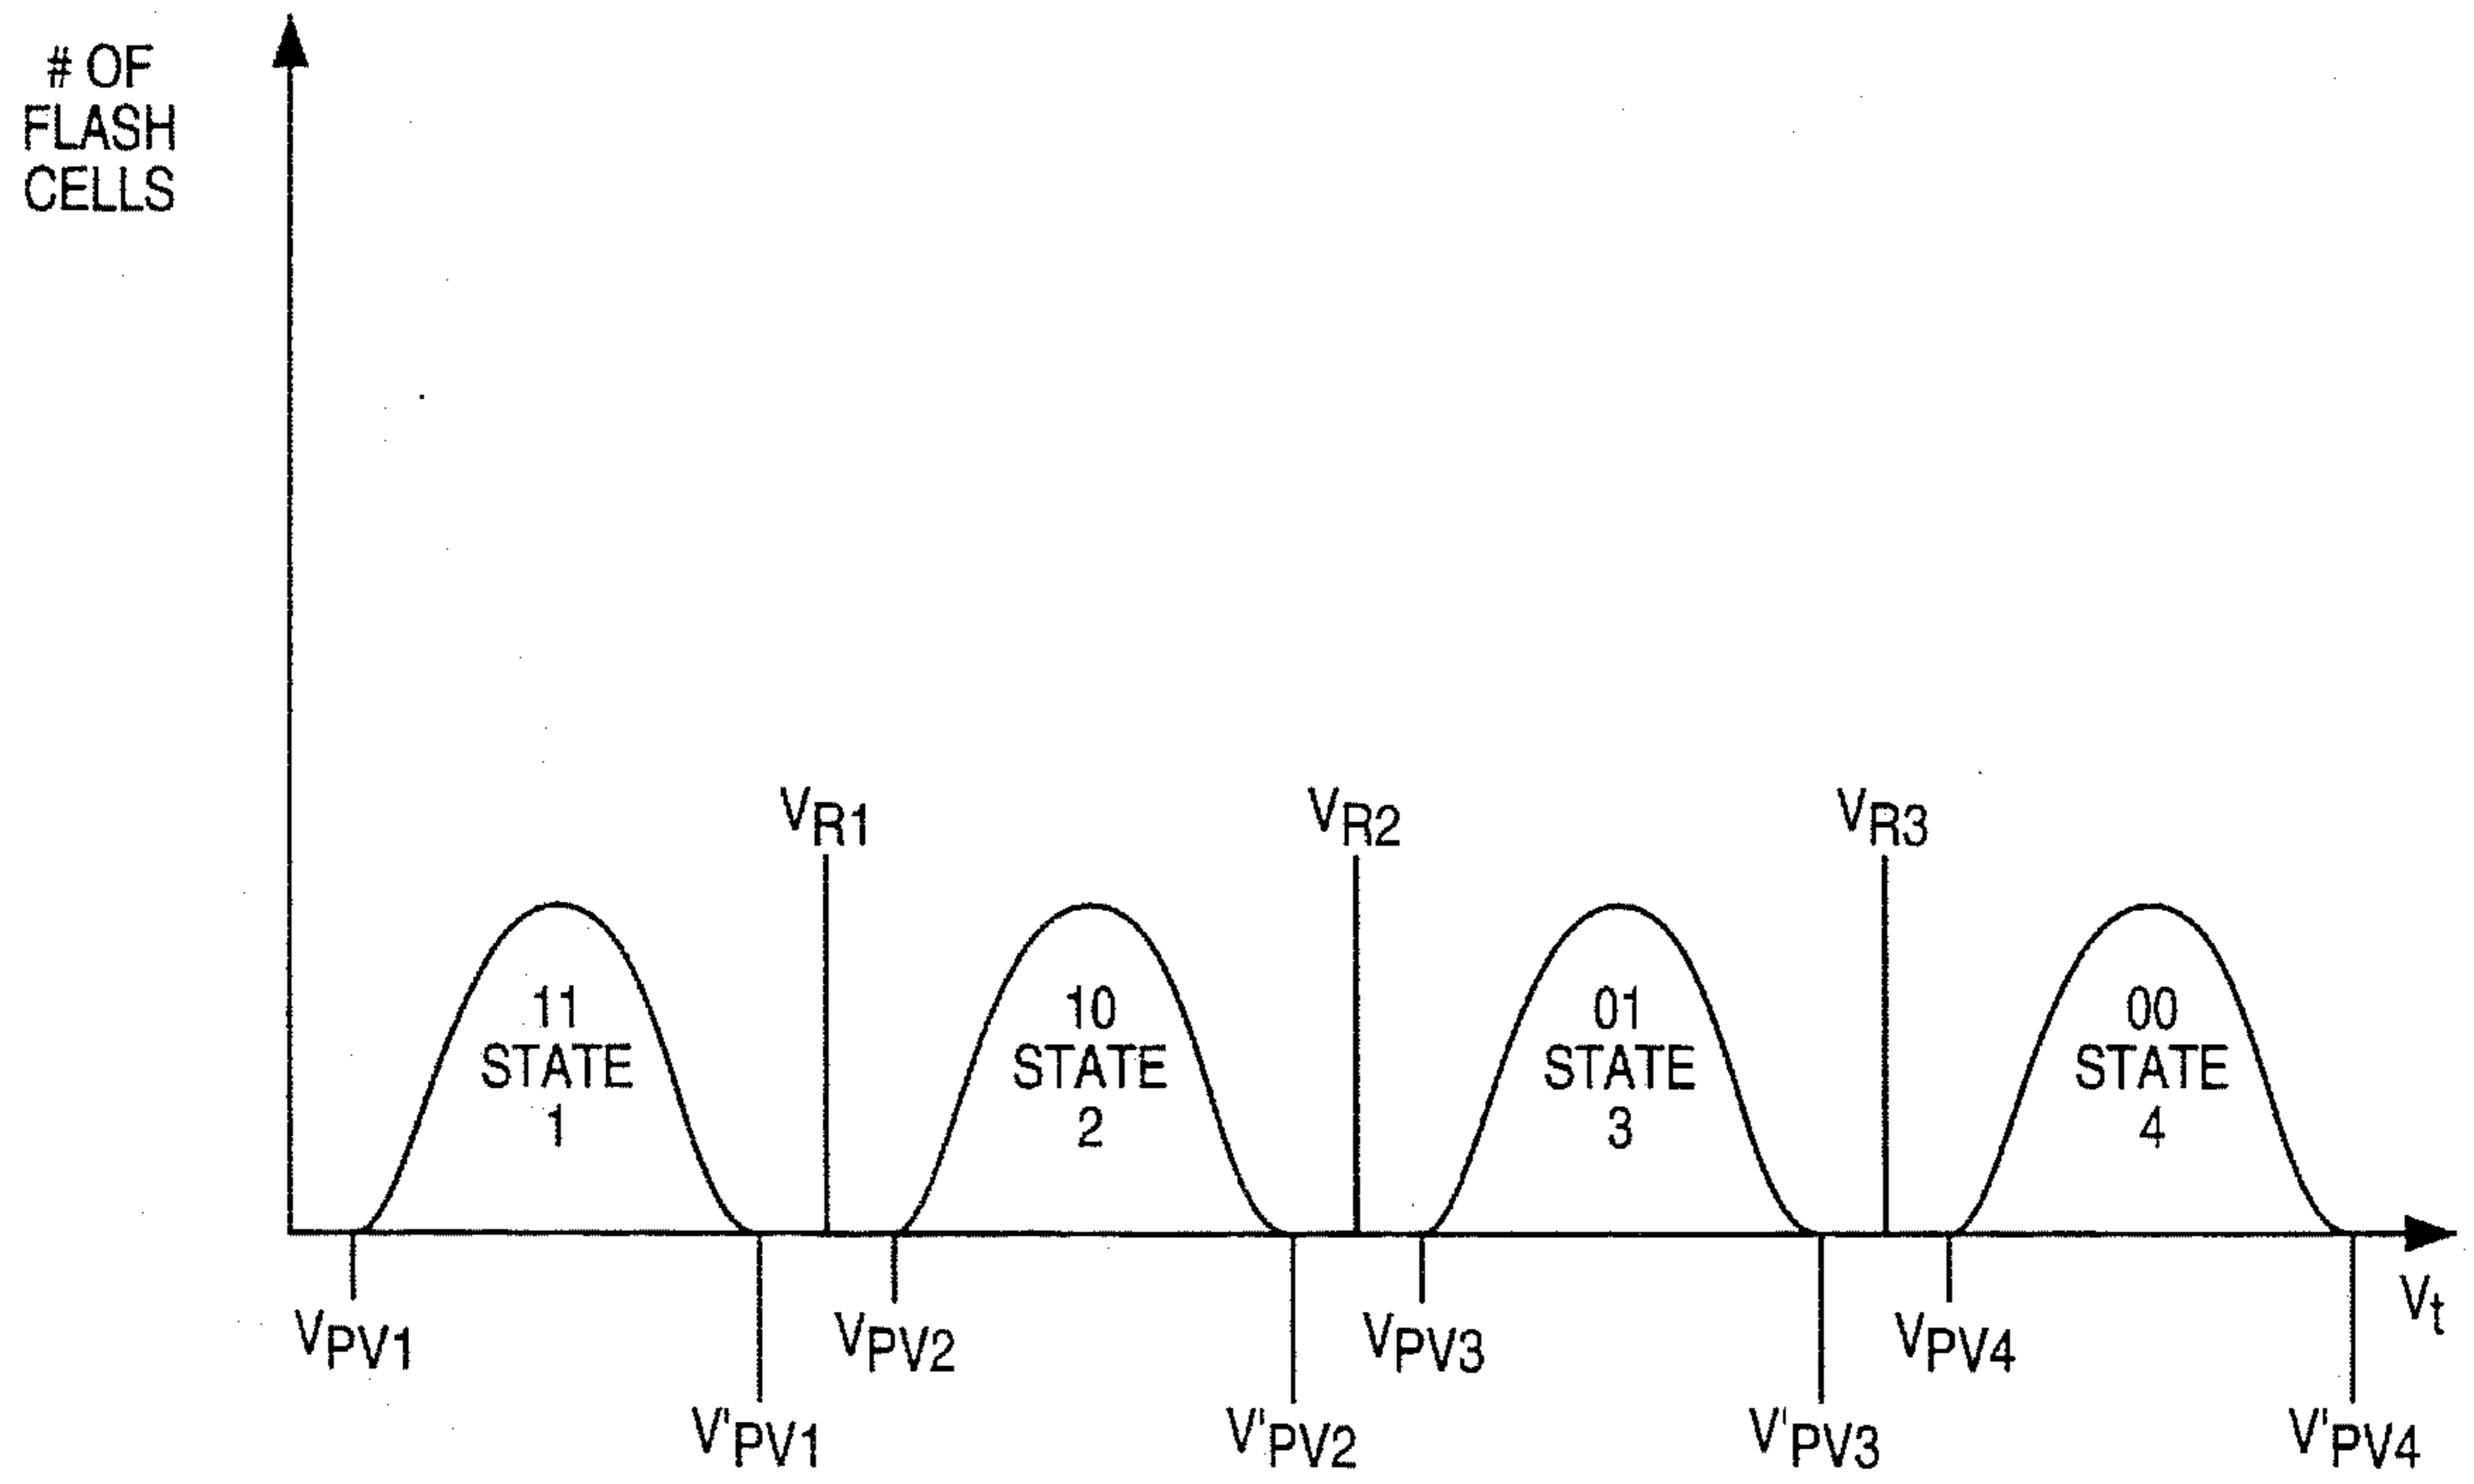 # OF
FLASH
CELLS
VR1
VR2
VR3
11
STATE
1
10
STATE
2
01
STATE
3
00
STATE
4
Vt
VPV1
VPV2
VPV3
VPV4
V'PV1
V'PV2
V'PV3
V'PV4